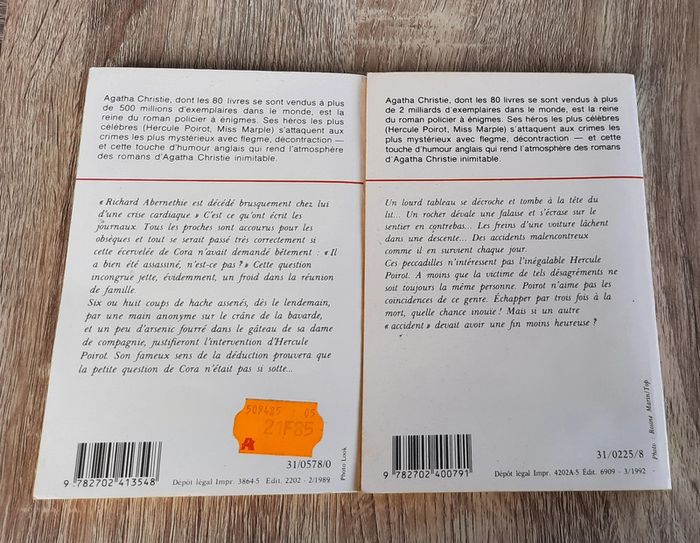 Agatha Christie, dont les 80 livres se sont vendus à plus
de 500 millions d'exemplaires dans le monde, est la
reine du roman policier à énigmes. Ses héros les plus
célèbres (Hercule Poirot, Miss Marple) s'attaquent aux
crimes les plus mystérieux avec flegme, décontraction —
et cette touche d'humour anglais qui rend l'atmosphère
des romans d'Agatha Christie inimitable.
« Richard Abernethie est décédé brusquement chez lui
d'une crise cardiaque » C'est ce qu'ont écrit les
journaux. Tous les proches sont accourus pour les
obsèques et tout se serait passé très correctement si
cette écervelée de Cora n'avait demandé bêtement : « Il
a bien été assassiné, n'est-ce pas ? » Cette question
incongrue jette, évidemment, un froid dans la réunion
de famille.
Six ou huit coups de hache assenés, dès le lendemain,
par une main anonyme sur le crâne de la bavarde,
et un peu d'arsenic fourré dans le gâteau de sa dame
de compagnie, justifieront l'intervention d'Hercule
Poirot. Son fameux sens de la déduction prouvera que
la petite question de Cora n'était pas si sotte...
509485 05
21F85
A
31/0578/0
9 782702 413548
Dépôt légal Impr. 3864-5 Edit. 2202 - 2/1989
Photo Look
Agatha Christie, dont les 80 livres se sont vendus à plus
de 2 milliards d'exemplaires dans le monde, est la reine
du roman policier à énigmes. Ses héros les plus célèbres
(Hercule Poirot, Miss Marple) s'attaquent aux crimes les
plus mystérieux avec flegme, décontraction — et cette
touche d'humour anglais qui rend l'atmosphère des romans
d'Agatha Christie inimitable.
Un lourd tableau se décroche et tombe à la tête du
lit... Un rocher dévale une falaise et s'écrase sur le
sentier en contrebas... Les freins d'une voiture lâchent
dans une descente... Des accidents malencontreux
comme il en survient chaque jour.
Ces peccadilles n'intéressent pas l'inégalable Hercule
Poirot. A moins que la victime de tels désagréments ne
soit toujours la même personne. Poirot n'aime pas les
coïncidences de ce genre. Échapper par trois fois à la
mort, quelle chance inouïe ! Mais si un autre
« accident » devait avoir une fin moins heureuse ?
31/0225/8
9 782702 400791
Dépôt légal Impr. 4202A-5 Édit. 6909 - 3/1992
Photo : Roune Martin/Top